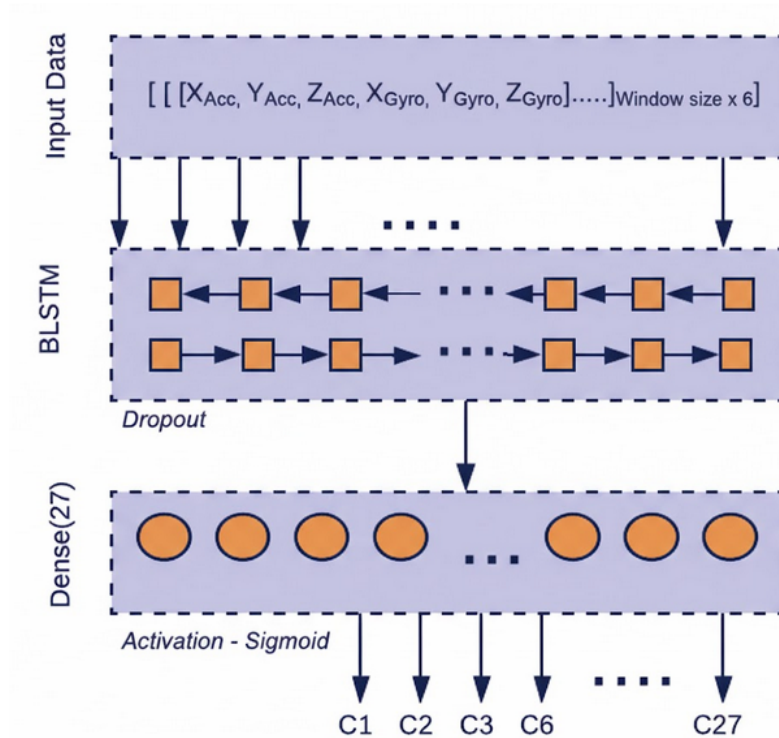 Input Data
[ [ [XAcc, YAcc, ZAcc, XGyro, YGyro, ZGyro].....]Window size x 6]
BLSTM
Dropout
Dense(27)
Activation - Sigmoid
C1 C2 C3 C6 C27